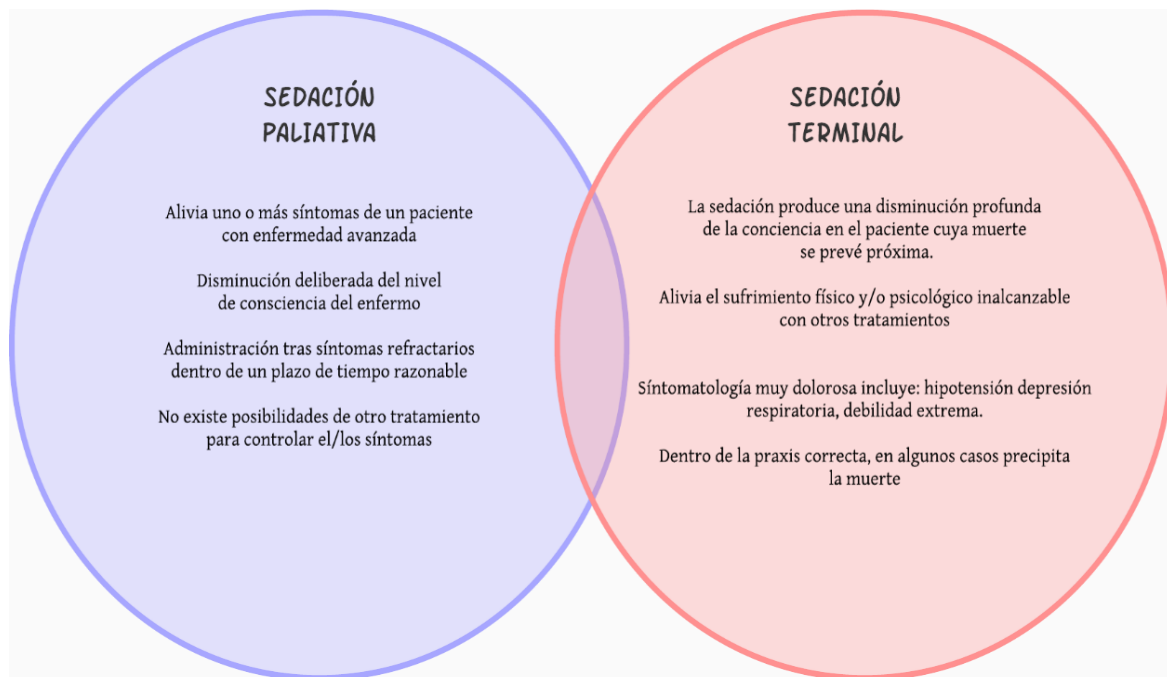 SEDACIÓN
PALIATIVA
Alivia uno o más síntomas de un paciente
con enfermedad avanzada
Disminución deliberada del nivel
de consciencia del enfermo
Administración tras síntomas refractarios
dentro de un plazo de tiempo razonable
No existe posibilidades de otro tratamiento
para controlar el/los síntomas
SEDACIÓN
TERMINAL
La sedación produce una disminución profunda
de la conciencia en el paciente cuya muerte
se prevé próxima.
Alivia el sufrimiento físico y/o psicológico inalcanzable
con otros tratamientos
Síntomatología muy dolorosa incluye: hipotensión depresión
respiratoria, debilidad extrema.
Dentro de la praxis correcta, en algunos casos precipita
la muerte